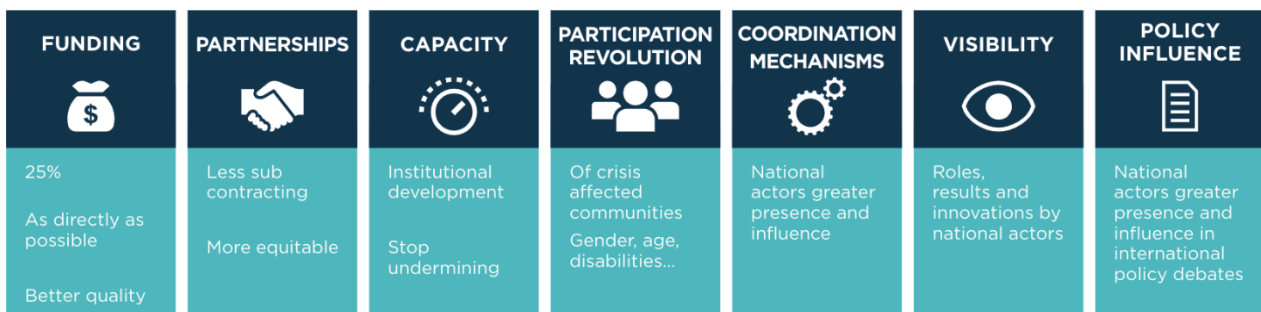 FUNDING
$
25%
As directly as
possible
Better quality
PARTNERSHIPS
Less sub
contracting
More equitable
CAPACITY
Institutional
development
Stop
undermining
PARTICIPATION
REVOLUTION
Of crisis
affected
communities
Gender, age,
disabilities...
COORDINATION
MECHANISMS
National
actors greater
presence and
influence
VISIBILITY
Roles,
results and
innovations by
national actors
POLICY
INFLUENCE
National
actors greater
presence and
influence in
international
policy debates